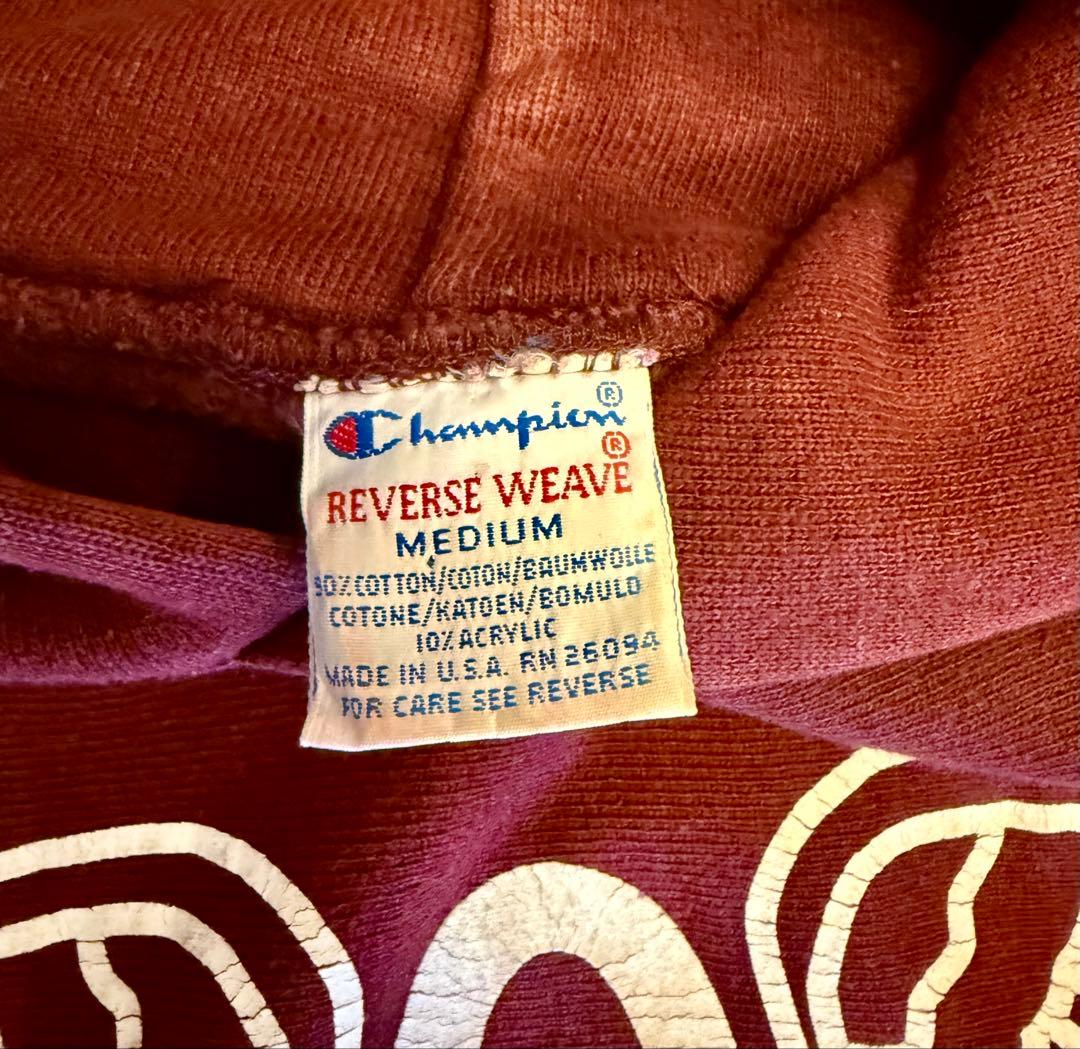 Champion®
REVERSE WEAVE®
MEDIUM
90% COTTON/COTON/BAUMWOLLE
COTONE/KATOEN/BOMULD
10% ACRYLIC
MADE IN U.S.A. RN 26094
FOR CARE SEE REVERSE